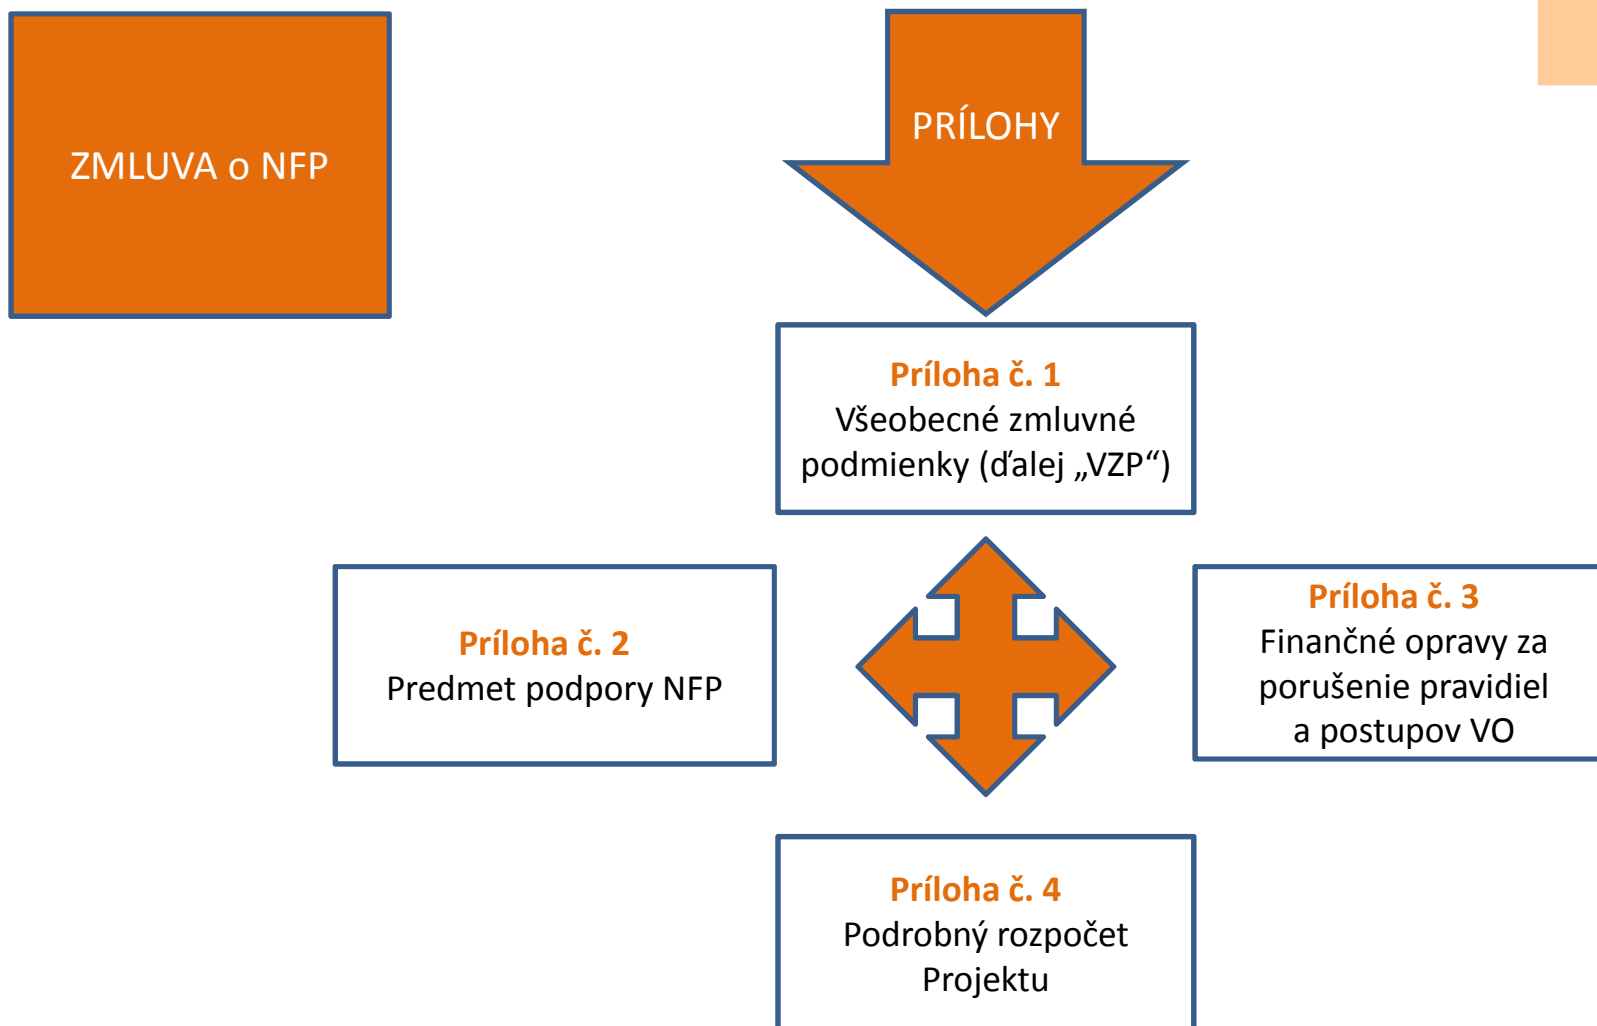 ZMLUVA o NFP
PRÍLOHY
Príloha č. 1
Všeobecné zmluvné
podmienky (ďalej „VZP“)
Príloha č. 2
Predmet podpory NFP
Príloha č. 3
Finančné opravy za
porušenie pravidiel
a postupov VO
Príloha č. 4
Podrobný rozpočet
Projektu